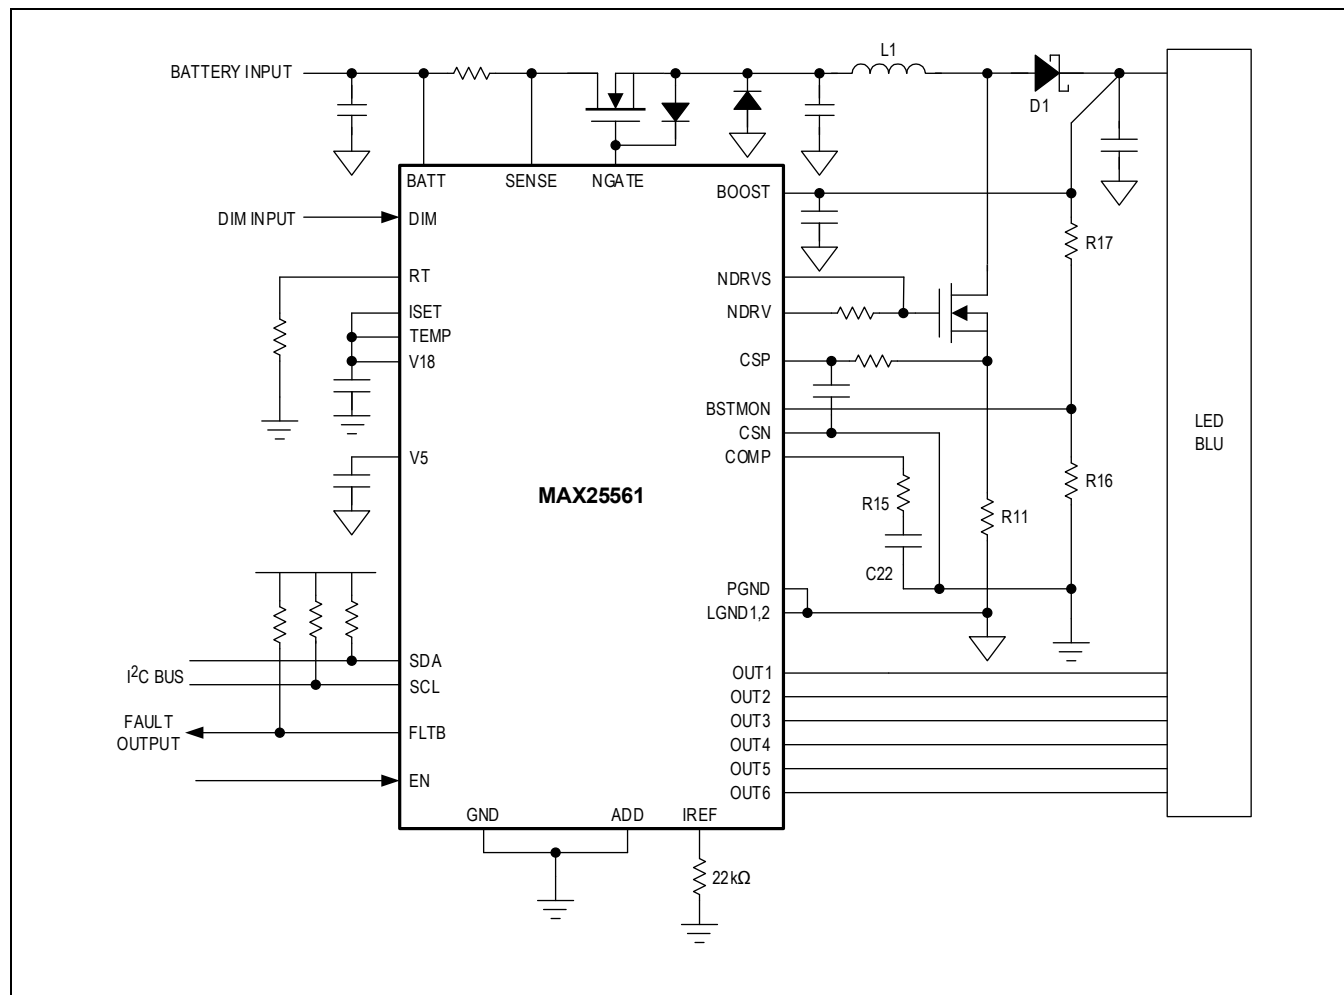 L1
BATTERY INPUT
D1
BATT
SENSE
NGATE
BOOST
DIM INPUT
DIM
R17
RT
NDRVS
ISET
NDRV
TEMP
V18
CSP
BSTMON
CSN
LED
BLU
V5
COMP
MAX25561
R15
R16
R11
C22
PGND
LGND1,2
SDA
I²C BUS
SCL
OUT1
OUT2
FAULT
OUTPUT
FLTB
OUT3
OUT4
OUT5
EN
OUT6
GND
ADD
IREF
22kΩ